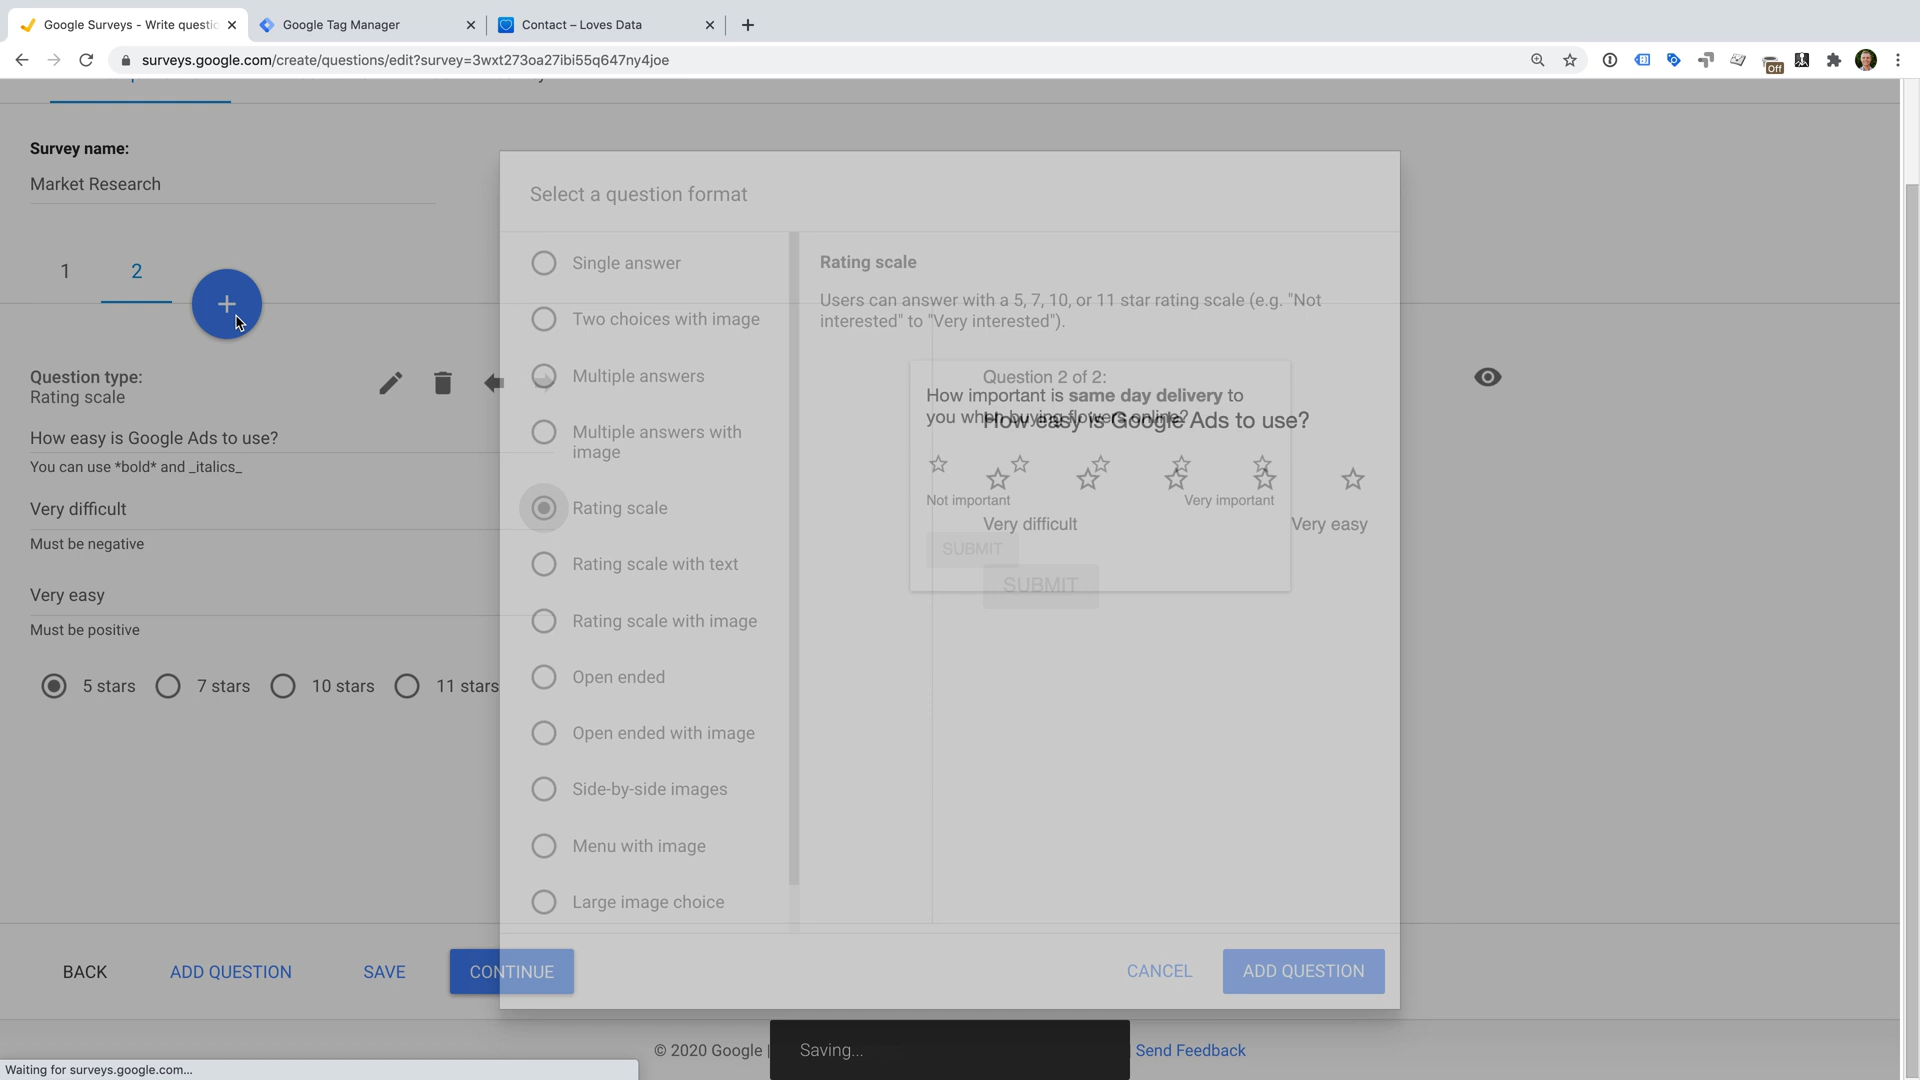 Google Surveys - Write questic
Google Tag Manager
Contact – Loves Data
surveys.google.com/create/questions/edit?survey=3wxt273oa27ibi55q647ny4joe
Off
Survey name:
Market Research
1
2
Question type:
Rating scale
How easy is Google Ads to use?
You can use *bold* and _italics_
Very difficult
Must be negative
Very easy
Must be positive
5 stars
7 stars
10 stars
11 stars
Select a question format
Single answer
Two choices with image
Multiple answers
Multiple answers with
image
Rating scale
Rating scale with text
Rating scale with image
Open ended
Open ended with image
Side-by-side images
Menu with image
Large image choice
Rating scale
Users can answer with a 5, 7, 10, or 11 star rating scale (e.g. "Not
interested" to "Very interested").
Question 2 of 2:
How important is same day delivery to
you when buying flowers online?
How easy is Google Ads to use?
Not important
Very important
Very difficult
Very easy
SUBMIT
SUBMIT
BACK
ADD QUESTION
SAVE
CONTINUE
CANCEL
ADD QUESTION
© 2020 Google |
Saving...
| Send Feedback
Waiting for surveys.google.com...